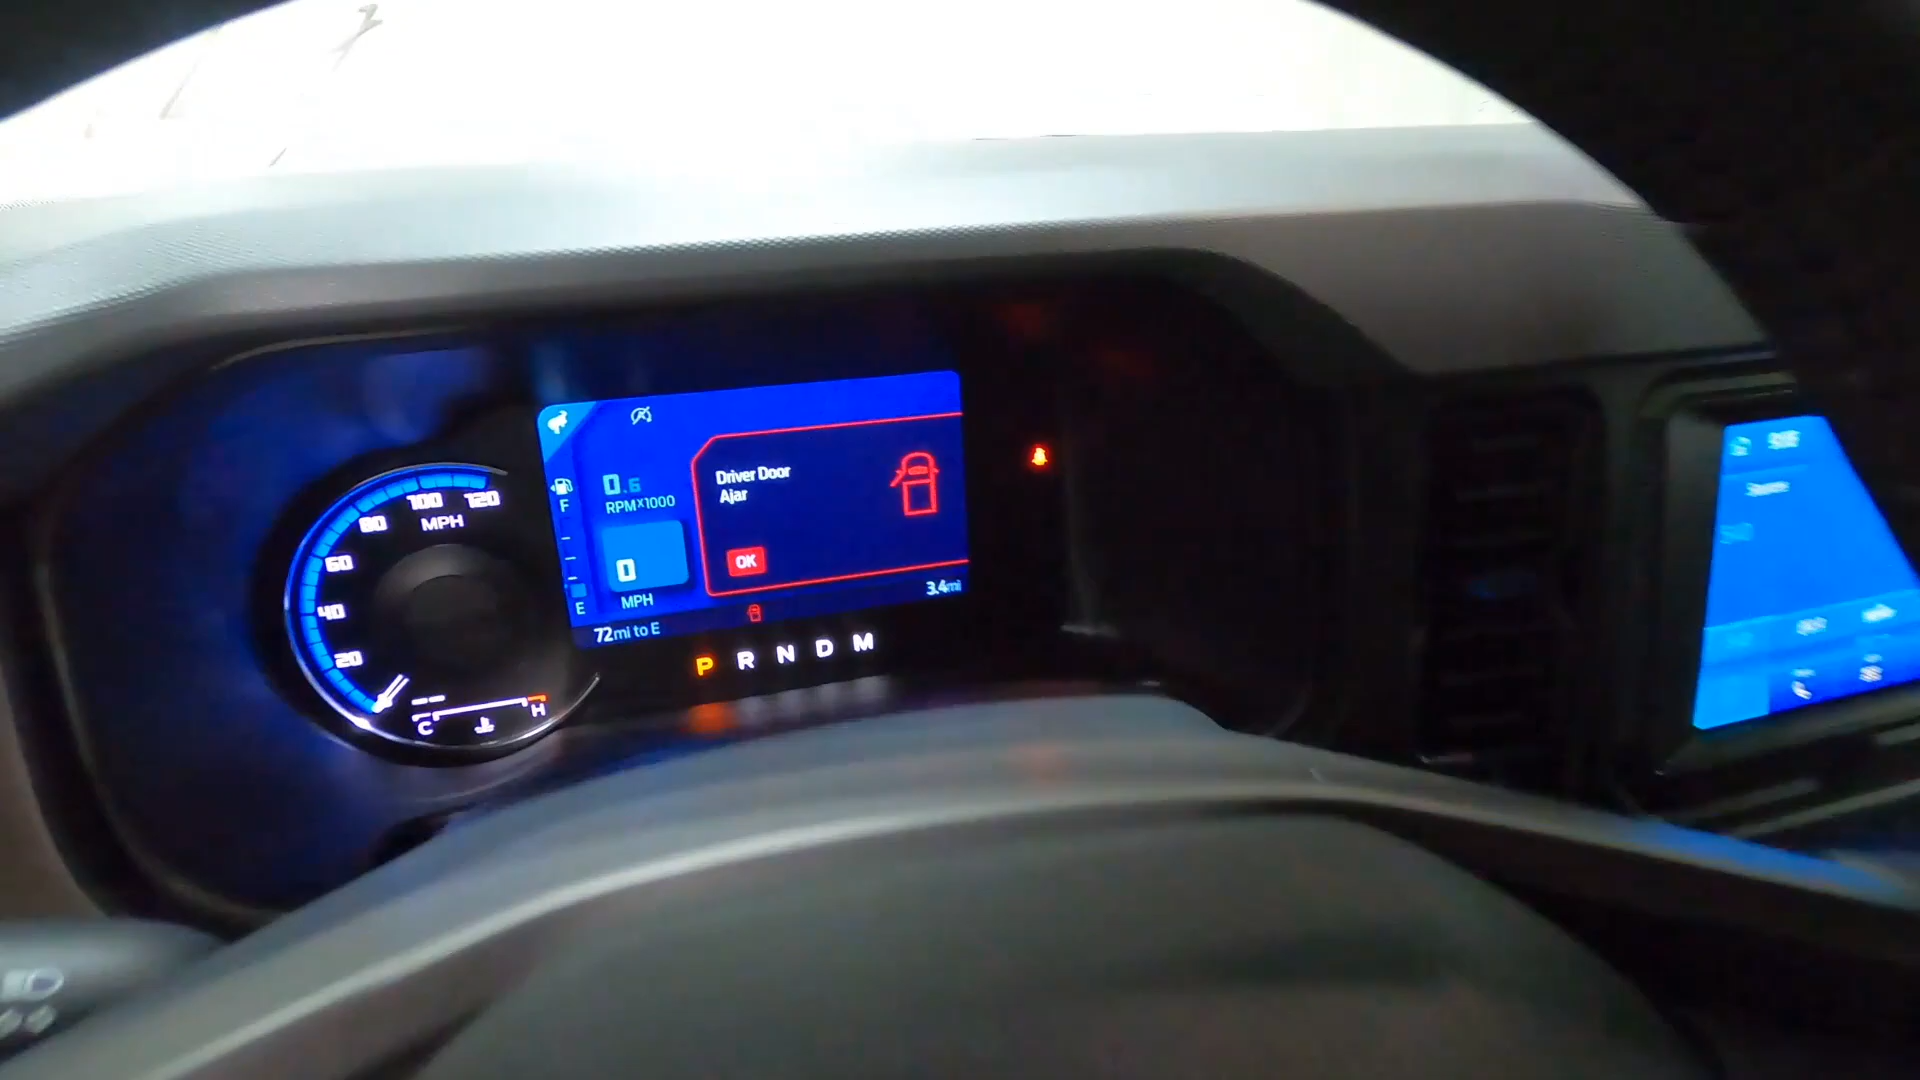 120
100
80
MPH
60
40
20
C
H
F
E
0.6
RPMX1000
0
MPH
72mi to E
Driver Door
Ajar
OK
3.4mi
P R N D M